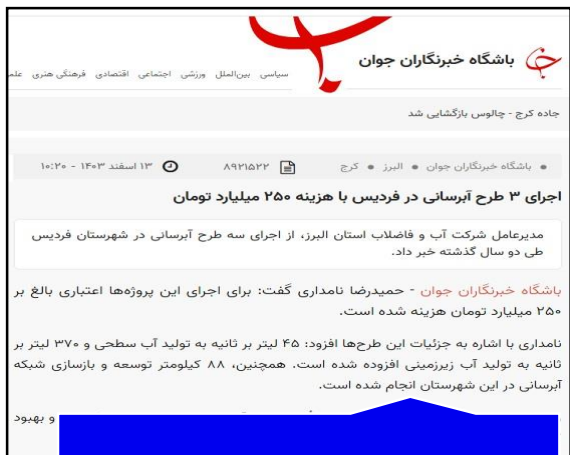 باشگاه خبرنگاران جوان
سیاسی بین‌الملل ورزشی اجتماعی اقتصادی فرهنگی هنری علمی
جاده کرج - چالوس بازگشایی شد
باشگاه خبرنگاران جوان • البرز • کرج ۸۹۲۱۵۲۲ ۱۳ اسفند ۱۴۰۳ - ۱۰:۲۰
اجرای ۳ طرح آبرسانی در فردیس با هزینه ۲۵۰ میلیارد تومان
مدیرعامل شرکت آب و فاضلاب استان البرز، از اجرای سه طرح آبرسانی در شهرستان فردیس
طی دو سال گذشته خبر داد.
باشگاه خبرنگاران جوان - حمیدرضا نامداری گفت: برای اجرای این پروژه‌ها اعتباری بالغ بر
۲۵۰ میلیارد تومان هزینه شده است.
نامداری با اشاره به جزئیات این طرح‌ها افزود: ۴۵ لیتر بر ثانیه به تولید آب سطحی و ۳۷۰ لیتر بر
ثانیه به تولید آب زیرزمینی افزوده شده است. همچنین، ۸۸ کیلومتر توسعه و بازسازی شبکه
آبرسانی در این شهرستان انجام شده است.
و بهبود